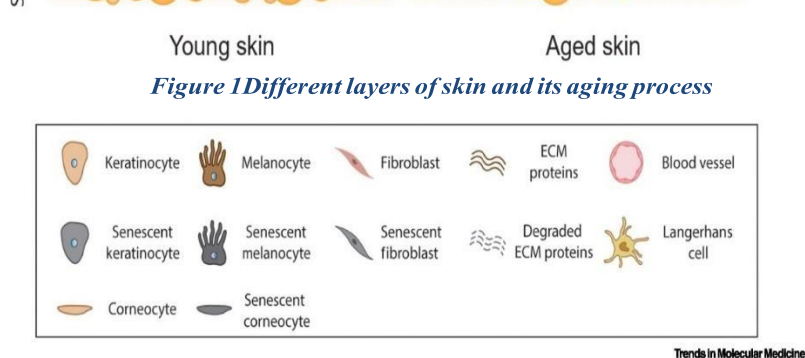 Young skin
Aged skin
Figure 1Different layers of skin and its aging process
Keratinocyte
Melanocyte
Fibroblast
ECM
proteins
Blood vessel
Senescent
keratinocyte
Senescent
melanocyte
Senescent
fibroblast
Degraded
ECM proteins
Langerhans
cell
Corneocyte
Senescent
corneocyte
Trends in Molecular Medicine